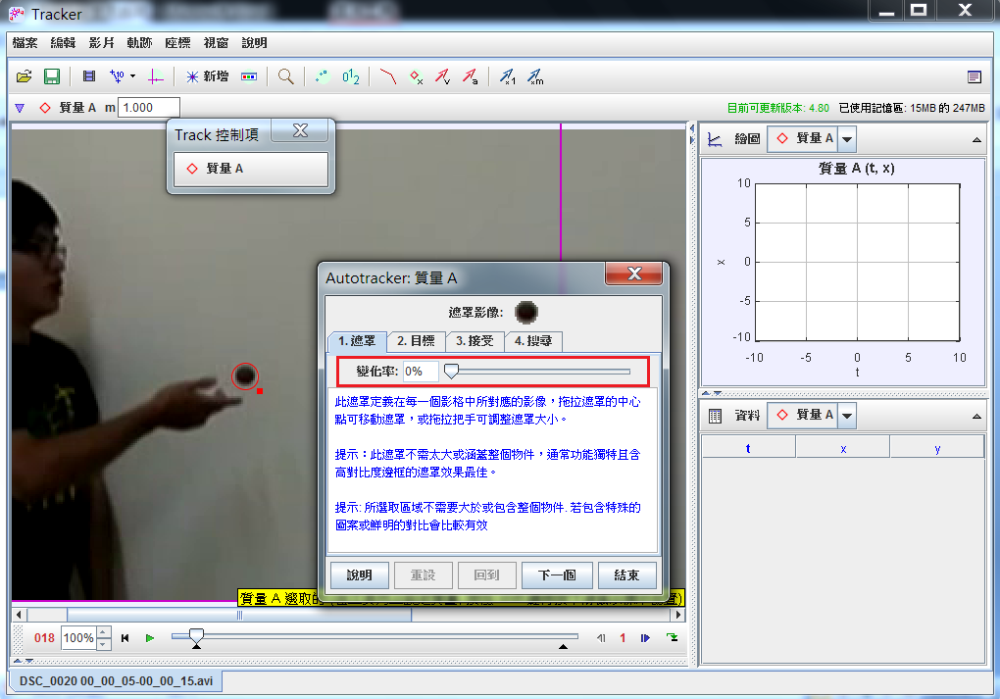 Tracker
檔案 編輯 影片 軌跡 座標 視窗 說明
新增
質量 A m 1.000
目前可更新版本: 4.80 已使用記憶區: 15MB 的 247MB
Track 控制項
質量 A
繪圖 質量 A
質量 A (t, x)
10
5
0
-5
-10
x
-10 -5 0 5 10
t
Autotracker: 質量 A
遮罩影像:
1. 遮罩 2. 目標 3. 接受 4. 搜尋
變化率: 0%
此遮罩定義在每一個影格中所對應的影像，拖拉遮罩的中心
點可移動遮罩，或拖拉把手可調整遮罩大小。
提示：此遮罩不需太大或涵蓋整個物件，通常功能獨特且含
高對比度邊框的遮罩效果最佳。
提示: 所選取區域不需要大於或包含整個物件. 若包含特殊的
圖案或鮮明的對比會比較有效
說明 重設 回到 下一個 結束
資料 質量 A
t x y
質量 A 選取的
018 100% 1
DSC_0020 00_00_05-00_00_15.avi